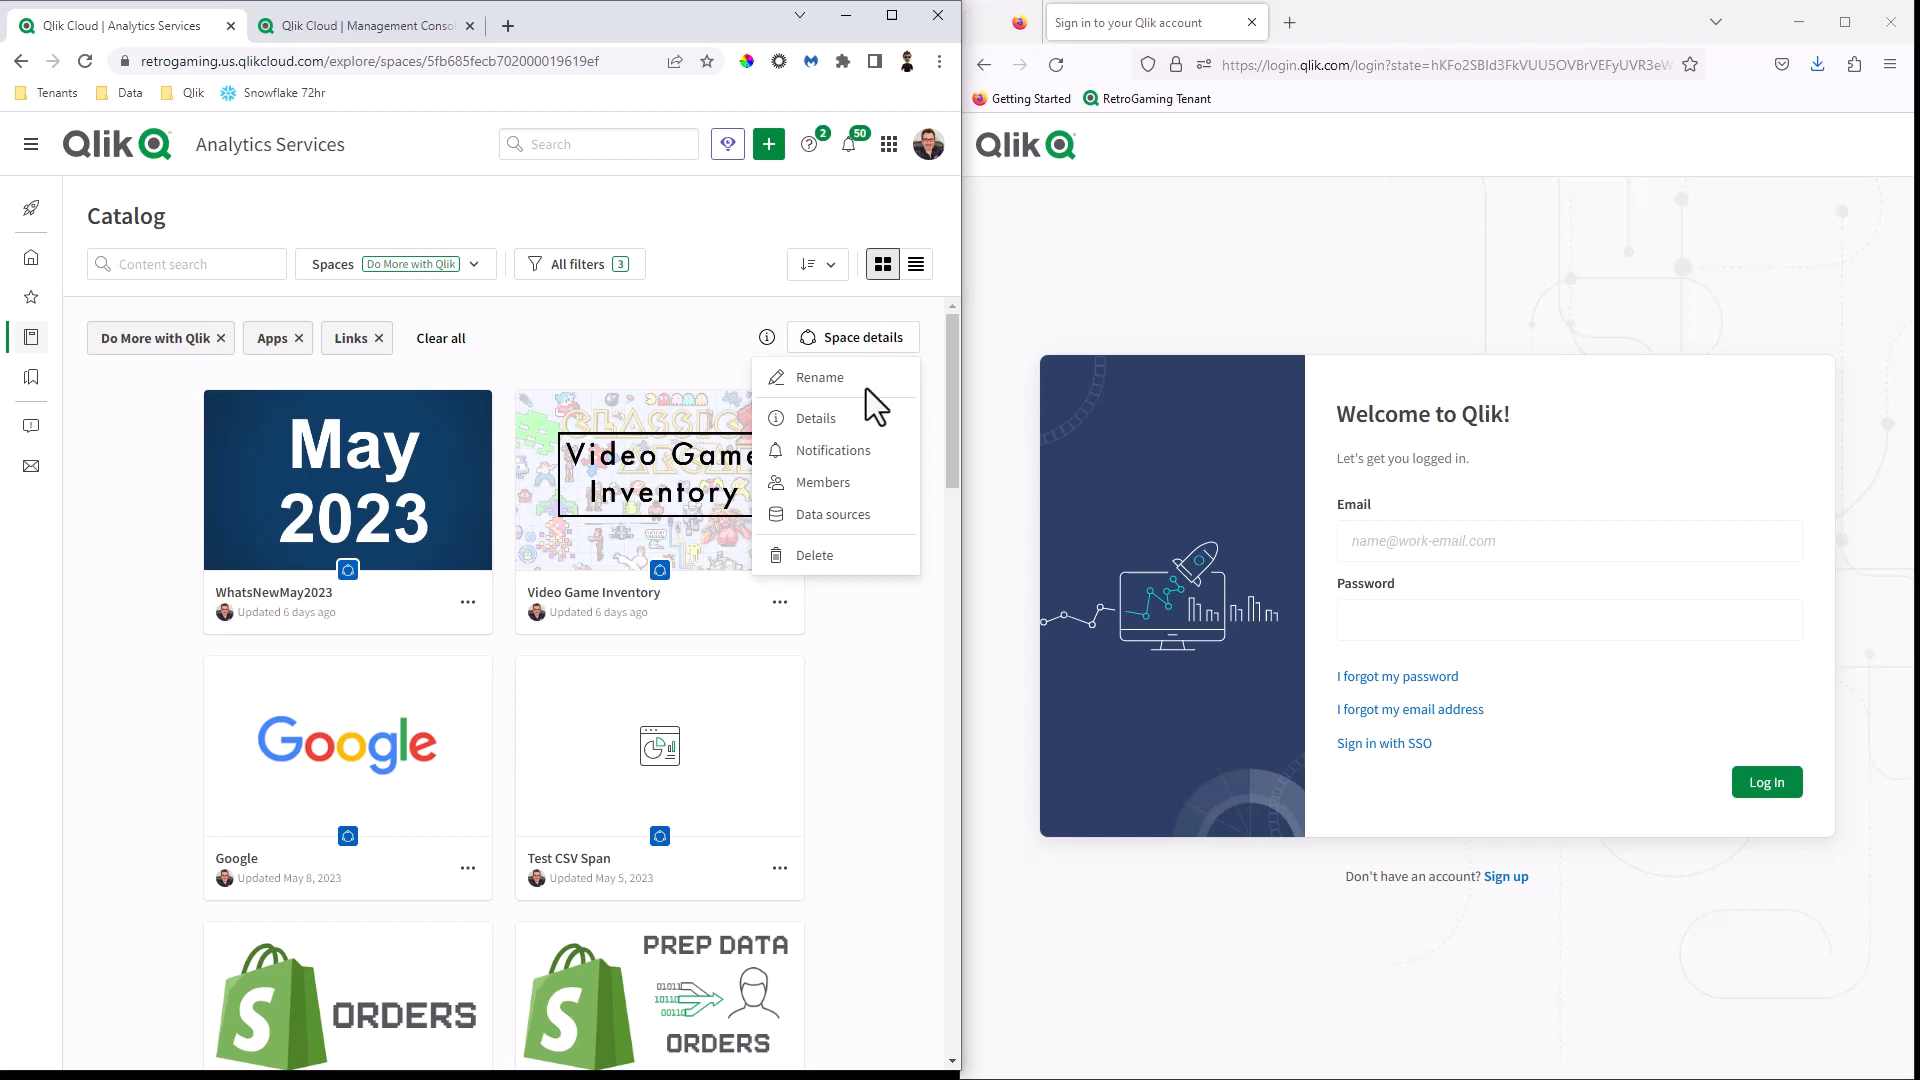 Qlik Cloud | Analytics Services
Qlik Cloud | Management Conso
retrogaming.us.qlikcloud.com/explore/spaces/5fb685fecb702000019619ef
Tenants
Data
Qlik
Snowflake 72hr
Qlik
Analytics Services
Search
2
50
Catalog
Content search
Spaces
Do More with Qlik
All filters
3
Do More with Qlik
Apps
Links
Clear all
Space details
Rename
Details
Notifications
Members
Data sources
Delete
May
2023
WhatsNewMay2023
Updated 6 days ago
CLASSIC
Video Game
Inventory
Video Game Inventory
Updated 6 days ago
Google
Google
Updated May 8, 2023
Test CSV Span
Updated May 5, 2023
S
ORDERS
S
PREP DATA
01011
10110
00110
ORDERS
Sign in to your Qlik account
https://login.qlik.com/login?state=hKFo2SBId3FkVUU5OVBrVEFyUVR3eW
Getting Started
RetroGaming Tenant
Qlik
Welcome to Qlik!
Let's get you logged in.
Email
name@work-email.com
Password
I forgot my password
I forgot my email address
Sign in with SSO
Log In
Don't have an account? Sign up